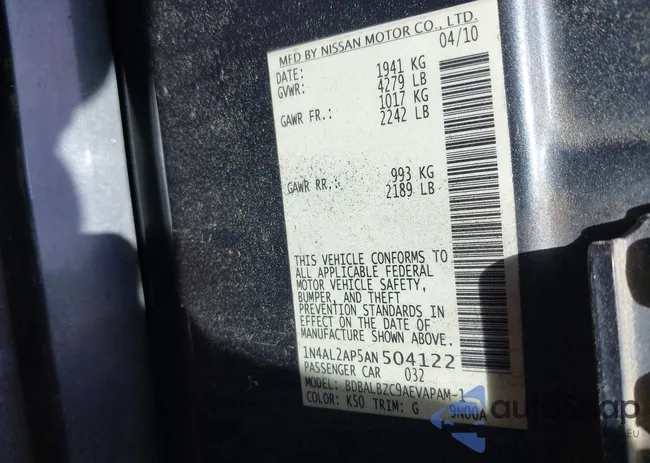 MFD BY NISSAN MOTOR CO., LTD.
DATE: 04/10
GVWR: 1941 KG
4279 LB
GAWR FR.: 1017 KG
2242 LB
GAWR RR.: 993 KG
2189 LB
THIS VEHICLE CONFORMS TO
ALL APPLICABLE FEDERAL
MOTOR VEHICLE SAFETY,
BUMPER, AND THEFT
PREVENTION STANDARDS IN
EFFECT ON THE DATE OF
MANUFACTURE SHOWN ABOVE.
1N4AL2AP5AN504122
PASSENGER CAR 032
MODEL: BDBALBZC9AEVAPAM-1
COLOR: K50 TRIM: G 9N00A
autoSnap
EU